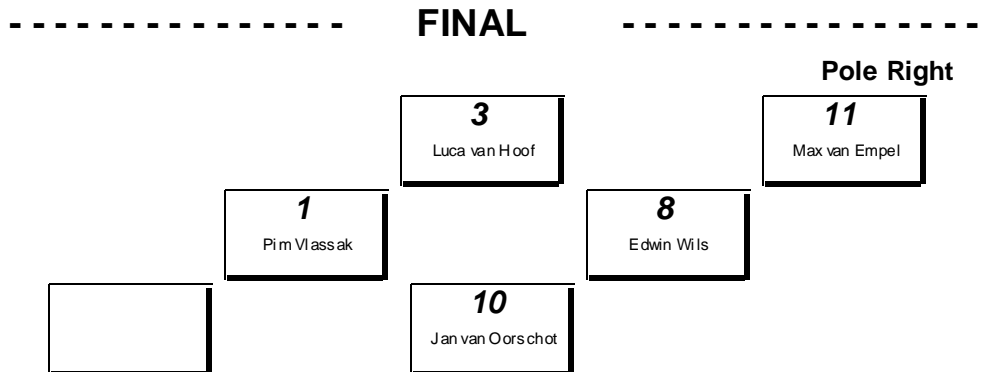 - - - - - - - - - - - - - - - FINAL - - - - - - - - - - - - - - - -
Pole Right
3 11
Luca van Hoof Max van Empel
1 8
Pim Vlassak Edwin Wils
10
Jan van Oorschot